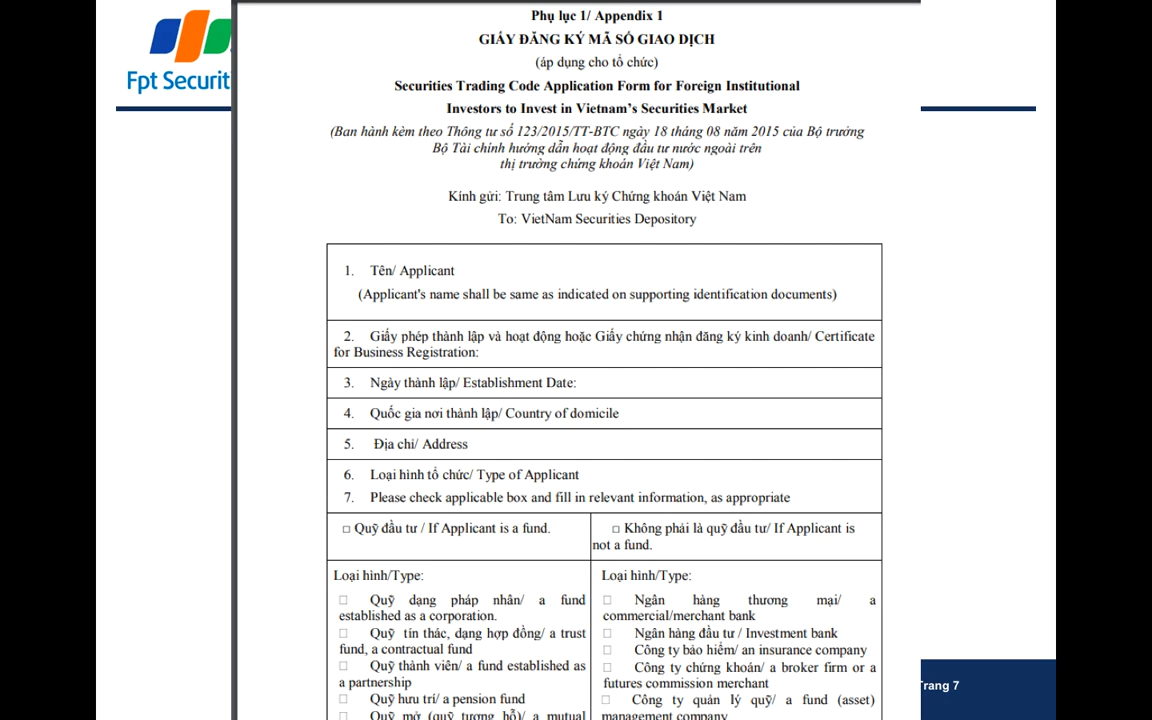 Fpt Securit
Phụ lục 1/ Appendix 1
GIẤY ĐĂNG KÝ MÃ SỐ GIAO DỊCH
(áp dụng cho tổ chức)
Securities Trading Code Application Form for Foreign Institutional
Investors to Invest in Vietnam's Securities Market
(Ban hành kèm theo Thông tư số 123/2015/TT-BTC ngày 18 tháng 08 năm 2015 của Bộ trưởng
Bộ Tài chính hướng dẫn hoạt động đầu tư nước ngoài trên
thị trường chứng khoán Việt Nam)
Kính gửi: Trung tâm Lưu ký Chứng khoán Việt Nam
To: VietNam Securities Depository
1. Tên/ Applicant
(Applicant's name shall be same as indicated on supporting identification documents)
2. Giấy phép thành lập và hoạt động hoặc Giấy chứng nhận đăng ký kinh doanh/ Certificate
for Business Registration:
3. Ngày thành lập/ Establishment Date:
4. Quốc gia nơi thành lập/ Country of domicile
5. Địa chỉ/ Address
6. Loại hình tổ chức/ Type of Applicant
7. Please check applicable box and fill in relevant information, as appropriate
□ Quỹ đầu tư / If Applicant is a fund.
□ Không phải là quỹ đầu tư/ If Applicant is
not a fund.
Loại hình/Type:
□ Quỹ dạng pháp nhân/ a fund
established as a corporation.
□ Quỹ tín thác, dạng hợp đồng/ a trust
fund, a contractual fund
□ Quỹ thành viên/ a fund established as
a partnership
□ Quỹ hưu trí/ a pension fund
□ Quỹ mở (quỹ tương hỗ)/ a mutual
Loại hình/Type:
□ Ngân hàng thương mại/ a
commercial/merchant bank
□ Ngân hàng đầu tư / Investment bank
□ Công ty bảo hiểm/ an insurance company
□ Công ty chứng khoán/ a broker firm or a
futures commission merchant
□ Công ty quản lý quỹ/ a fund (asset)
management company
Trang 7